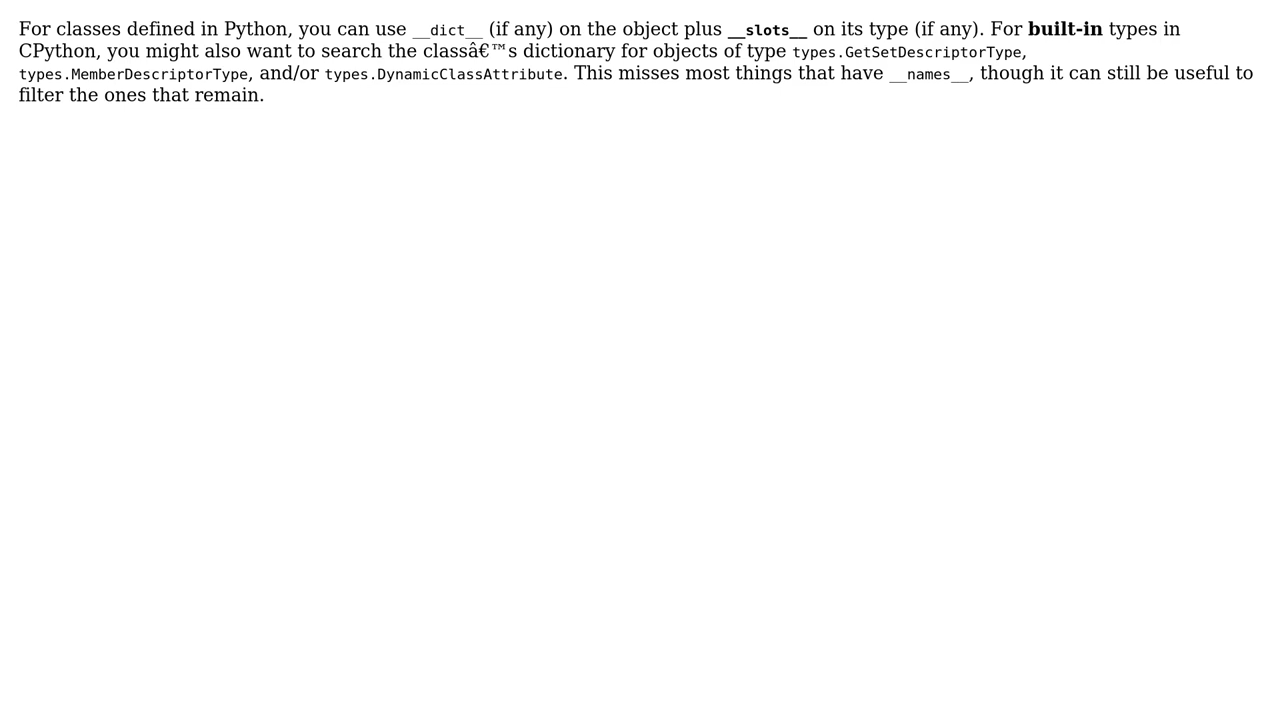 For classes defined in Python, you can use __dict__ (if any) on the object plus __slots__ on its type (if any). For built-in types in
CPython, you might also want to search the classâ€™s dictionary for objects of type types.GetSetDescriptorType,
types.MemberDescriptorType, and/or types.DynamicClassAttribute. This misses most things that have __names__, though it can still be useful to
filter the ones that remain.